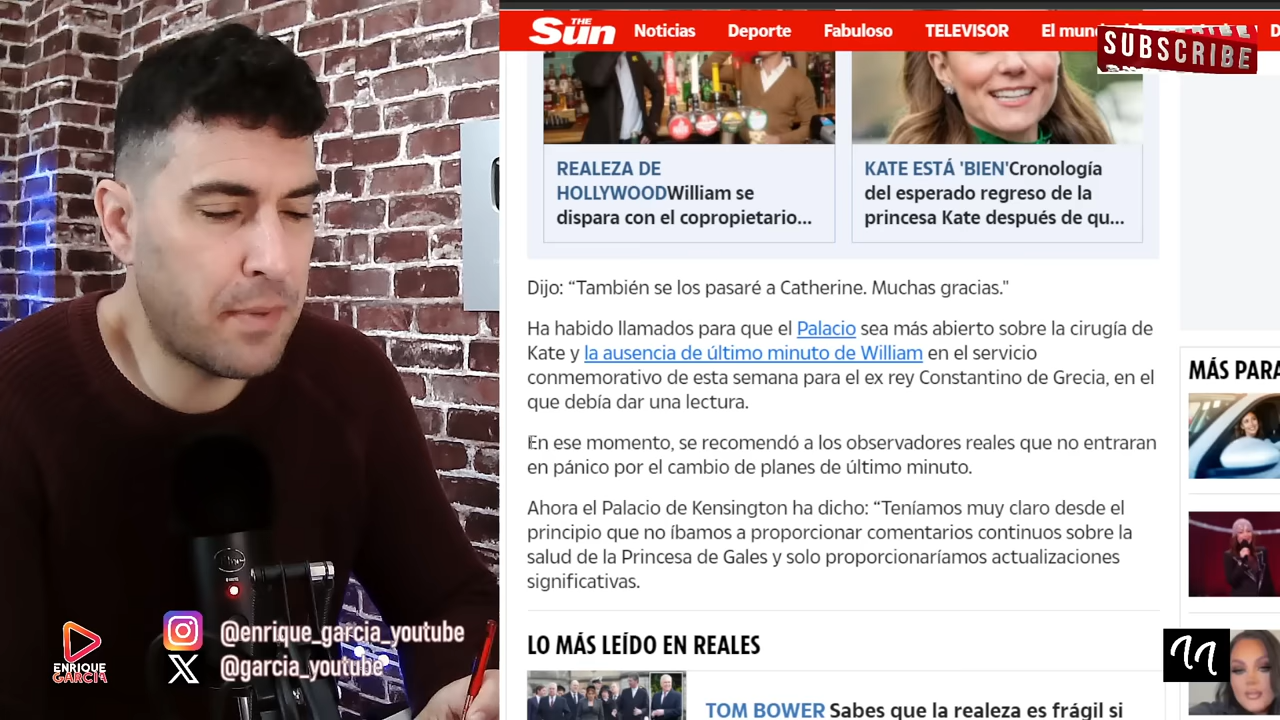 THE Sun Noticias Deporte Fabuloso TELEVISOR El mun
SUBSCRIBE
REALEZA DE
HOLLYWOODWilliam se
dispara con el copropietario...
KATE ESTÁ 'BIEN'Cronología
del esperado regreso de la
princesa Kate después de qu...
Dijo: “También se los pasaré a Catherine. Muchas gracias."
Ha habido llamados para que el Palacio sea más abierto sobre la cirugía de
Kate y la ausencia de último minuto de William en el servicio
conmemorativo de esta semana para el ex rey Constantino de Grecia, en el
que debía dar una lectura.
En ese momento, se recomendó a los observadores reales que no entraran
en pánico por el cambio de planes de último minuto.
Ahora el Palacio de Kensington ha dicho: “Teníamos muy claro desde el
principio que no íbamos a proporcionar comentarios continuos sobre la
salud de la Princesa de Gales y solo proporcionaríamos actualizaciones
significativas.
LO MÁS LEÍDO EN REALES
TOM BOWER Sabes que la realeza es frágil si
MÁS PARA
@enrique_garcia_youtube
@garcia_youtube
ENRIQUE
GARCIA